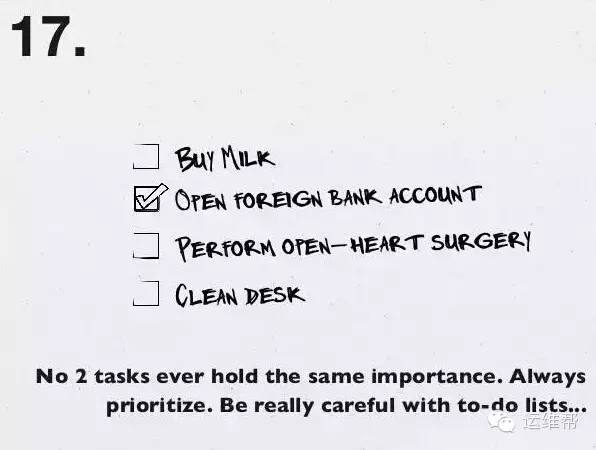 17.
BUY MILK
OPEN FOREIGN BANK ACCOUNT
PERFORM OPEN-HEART SURGERY
CLEAN DESK
No 2 tasks ever hold the same importance. Always
prioritize. Be really careful with to-do lists...
运维帮